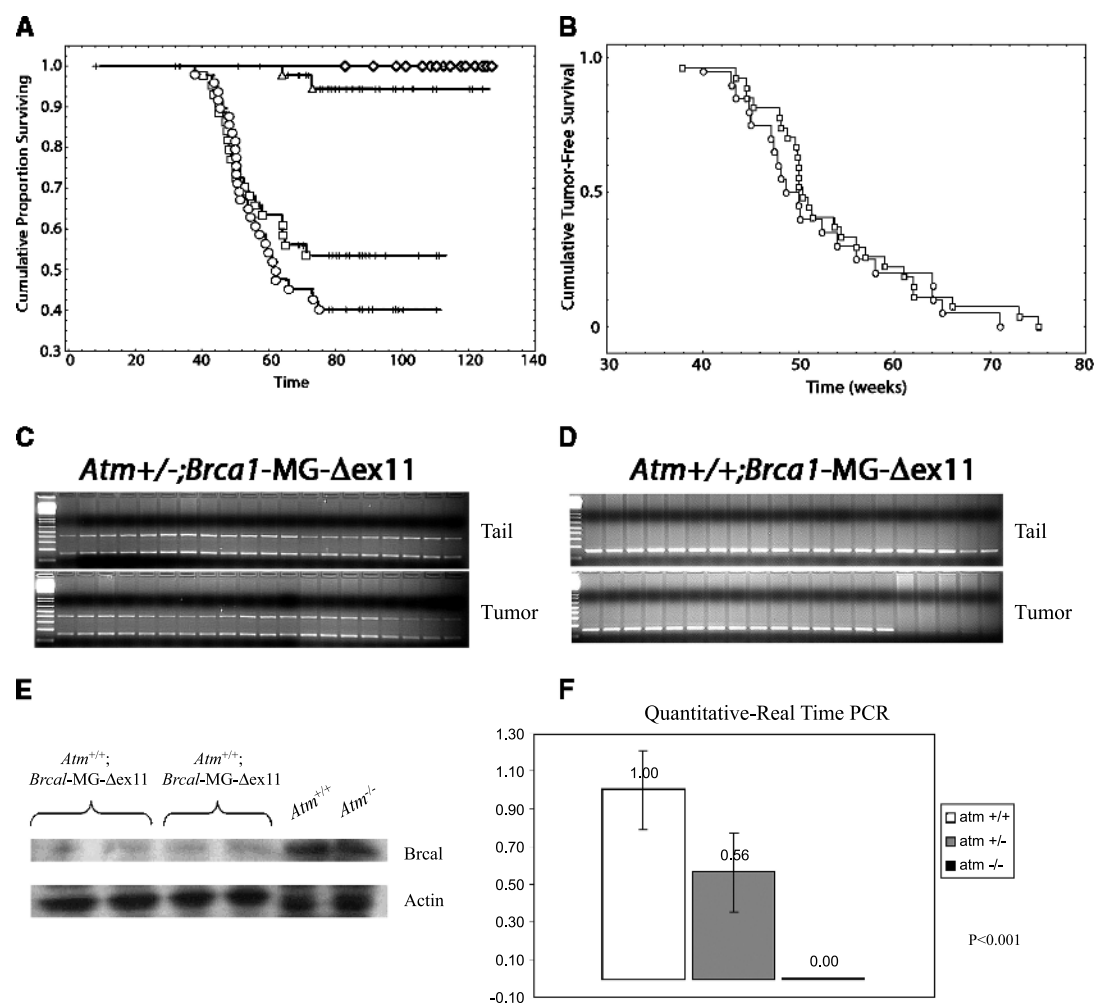 A
Cumulative Proportion Surviving
1.0
0.9
0.8
0.7
0.6
0.5
0.4
0.3
0 20 40 60 80 100 120 140
Time
B
Cumulative Tumor-Free Survival
1.0
0.5
0
30 40 50 60 70 80
Time (weeks)
C
Atm+/-;Brca1-MG-Δex11
Tail
Tumor
D
Atm+/+;Brca1-MG-Δex11
Tail
Tumor
E
Atm+/+;
Brcal-MG-Δex11
Atm+/+;
Brcal-MG-Δex11
Atm+/+
Atm-/-
Brcal
Actin
F
Quantitative-Real Time PCR
1.30
1.10
0.90
0.70
0.50
0.30
0.10
-0.10
1.00
0.56
0.00
atm +/+
atm +/-
atm -/-
P<0.001